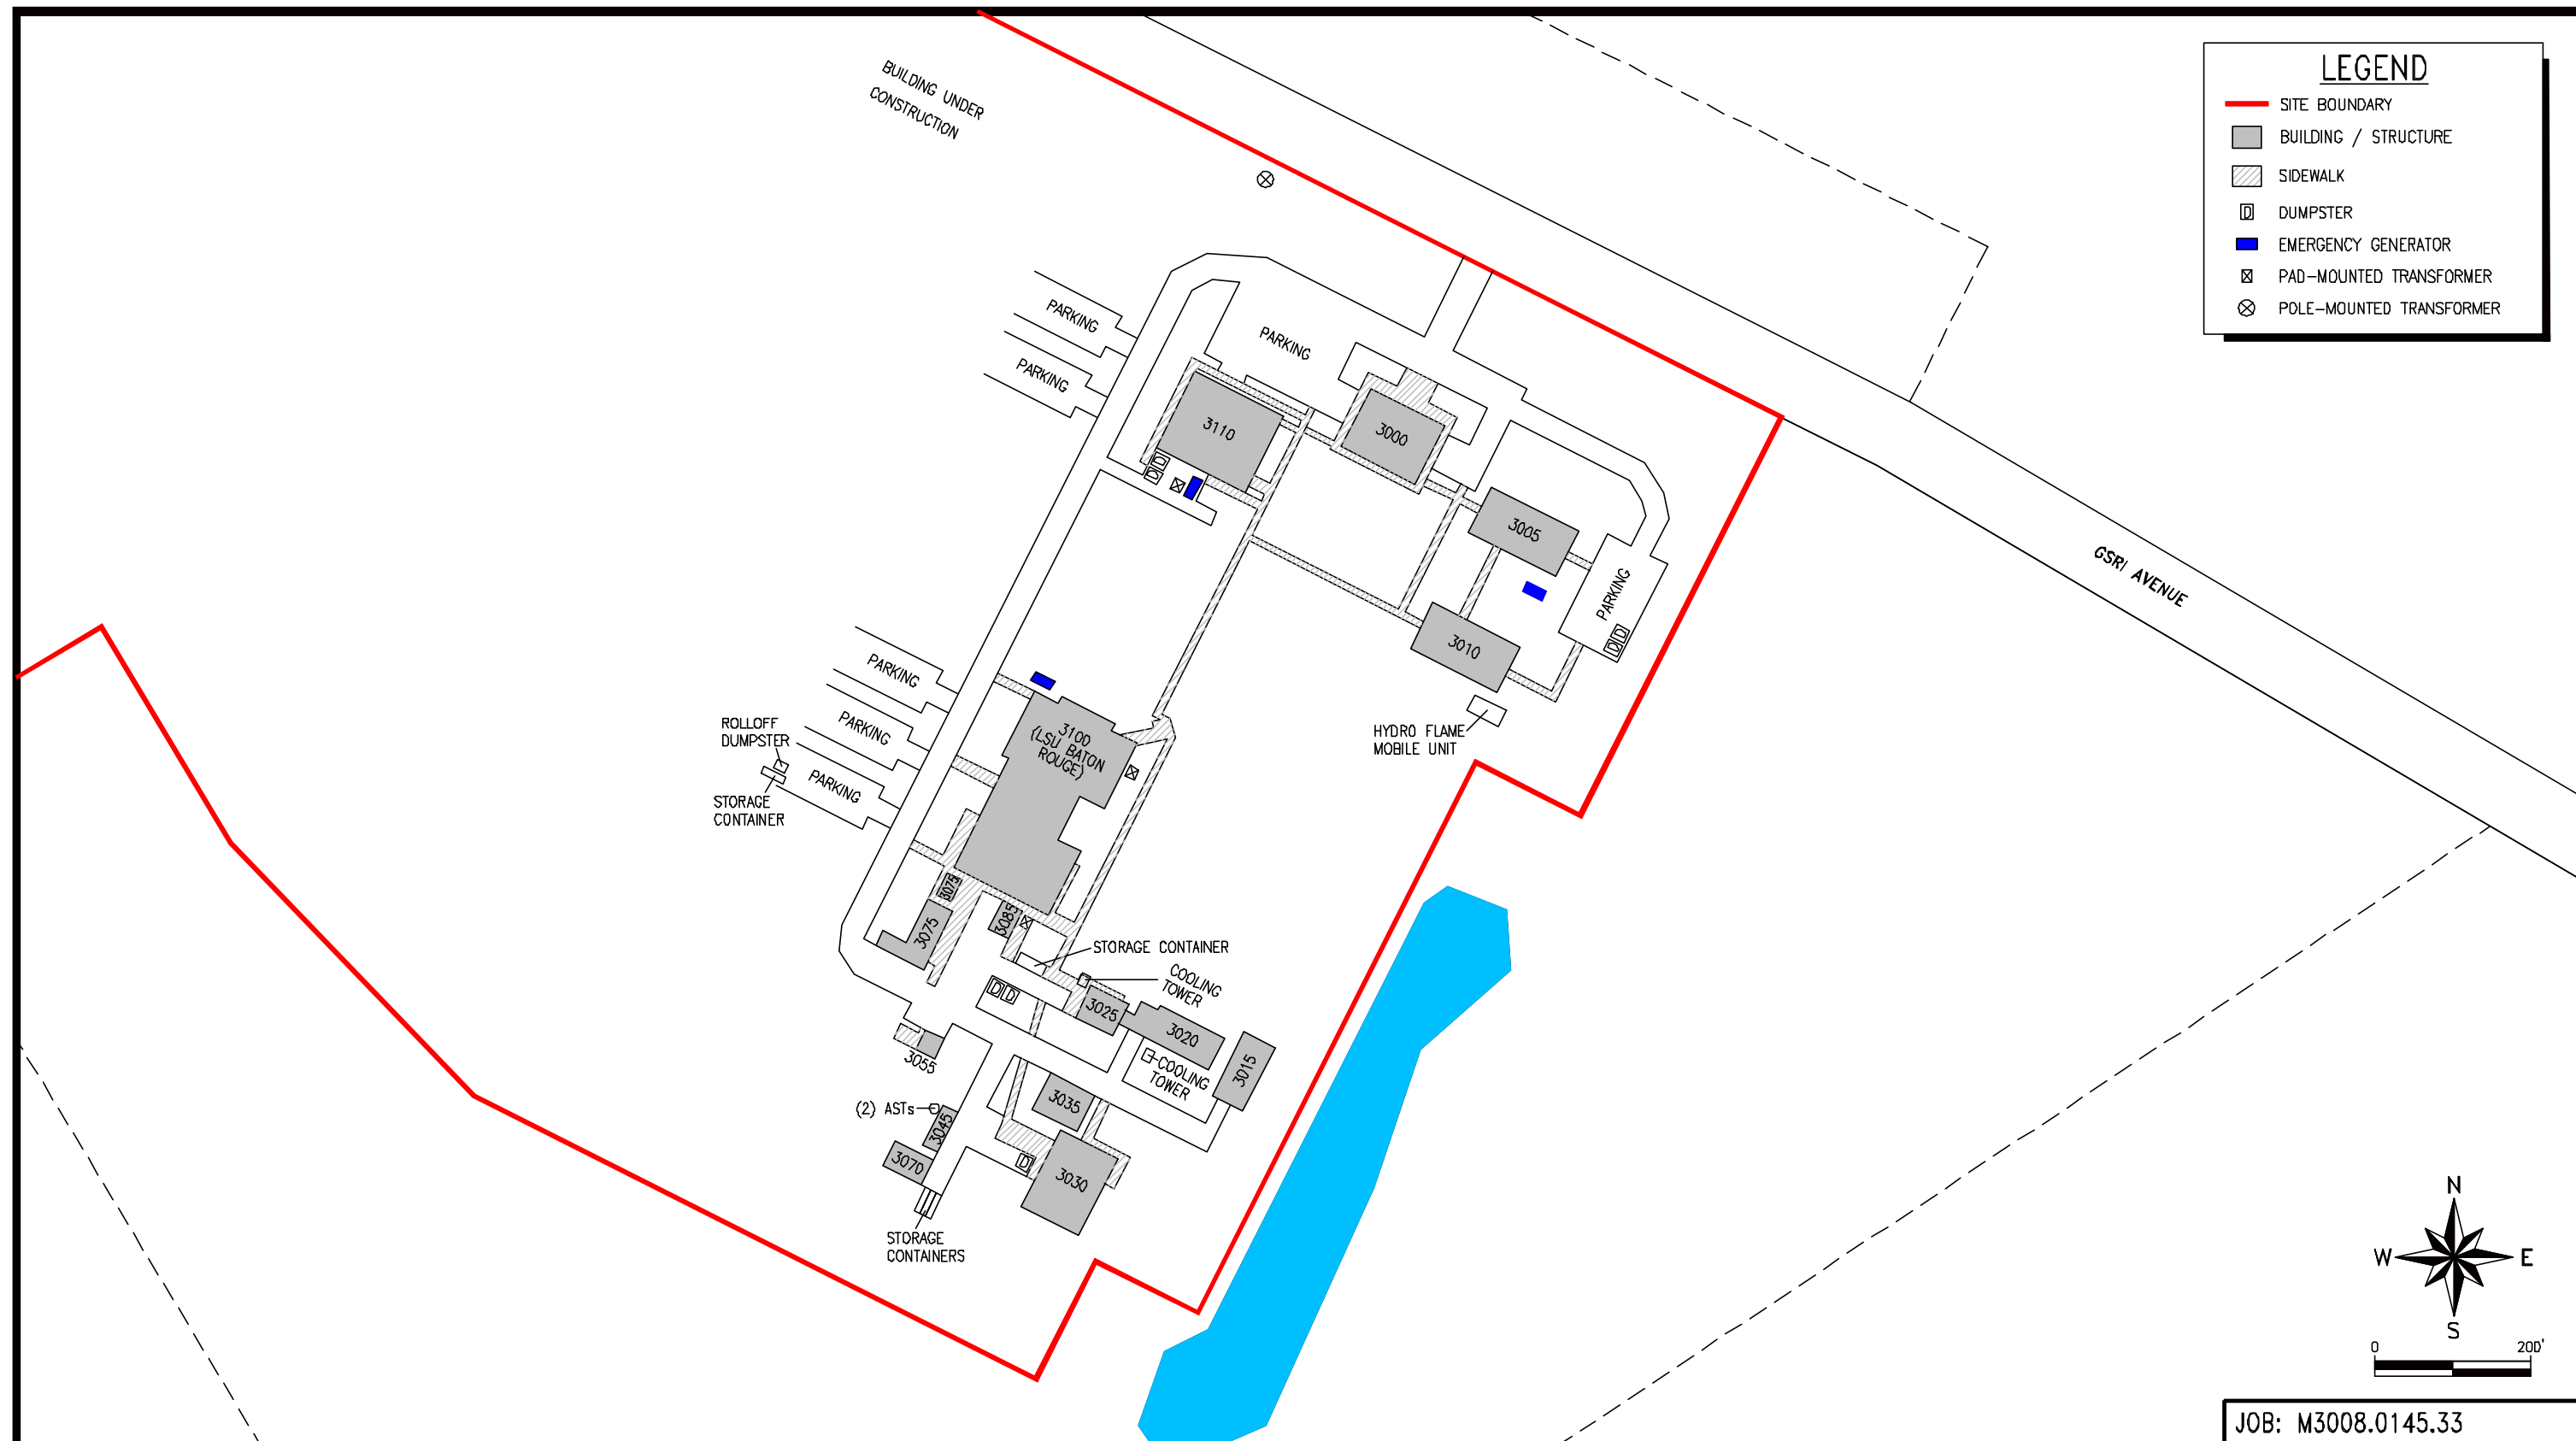 LEGEND
SITE BOUNDARY
BUILDING / STRUCTURE
SIDEWALK
D DUMPSTER
EMERGENCY GENERATOR
PAD-MOUNTED TRANSFORMER
POLE-MOUNTED TRANSFORMER
BUILDING UNDER
CONSTRUCTION
PARKING
PARKING
PARKING
3110
3000
D
D
3005
GSRI AVENUE
PARKING
3010
D
D
HYDRO FLAME
MOBILE UNIT
PARKING
PARKING
PARKING
ROLLOFF
DUMPSTER
STORAGE
CONTAINER
3100
(LSU BATON
ROUGE)
3075
3075
3085
STORAGE CONTAINER
COOLING
TOWER
D D
3025
3020
3015
COOLING
TOWER
3055
(2) ASTs
3045
3035
3070
D
3030
STORAGE
CONTAINERS
N
W E
S
0 200'
JOB: M3008.0145.33